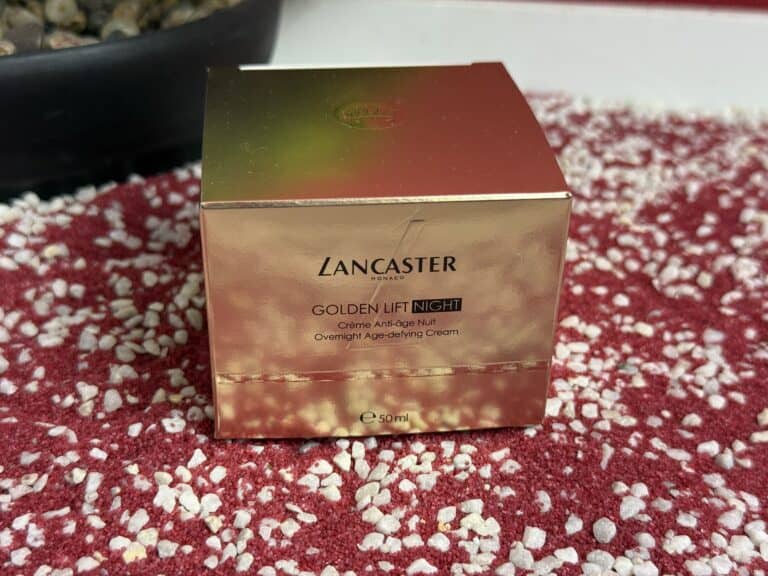 LANCASTER
MONACO
GOLDEN LIFT NIGHT
Crème Anti-âge Nuit
Overnight Age-defying Cream
℮ 50 ml